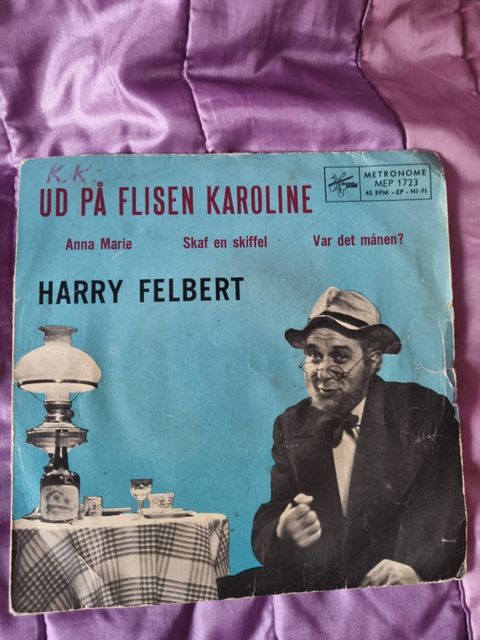 K.K.
UD PÅ FLISEN KAROLINE
METRONOME
MEP 1723
45 RPM - EP - HI-FI
Anna Marie Skaf en skiffel Var det månen?
HARRY FELBERT